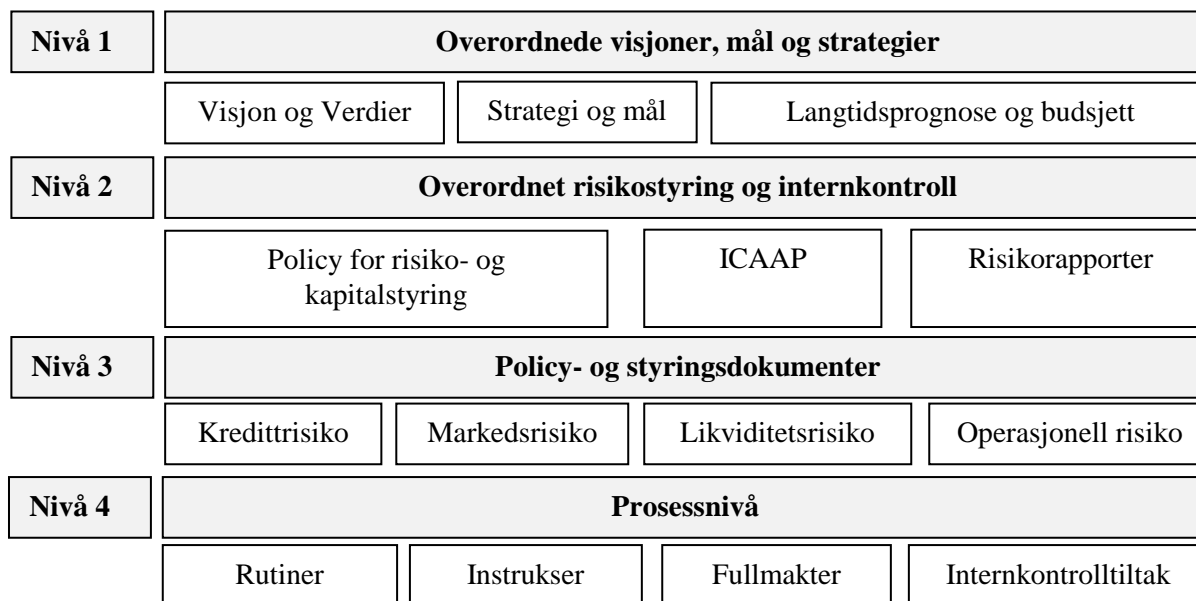 Nivå 1
Overordnede visjoner, mål og strategier
Visjon og Verdier
Strategi og mål
Langtidsprognose og budsjett
Nivå 2
Overordnet risikostyring og internkontroll
Policy for risiko- og
kapitalstyring
ICAAP
Risikorapporter
Nivå 3
Policy- og styringsdokumenter
Kredittrisiko
Markedsrisiko
Likviditetsrisiko
Operasjonell risiko
Nivå 4
Prosessnivå
Rutiner
Instrukser
Fullmakter
Internkontrolltiltak